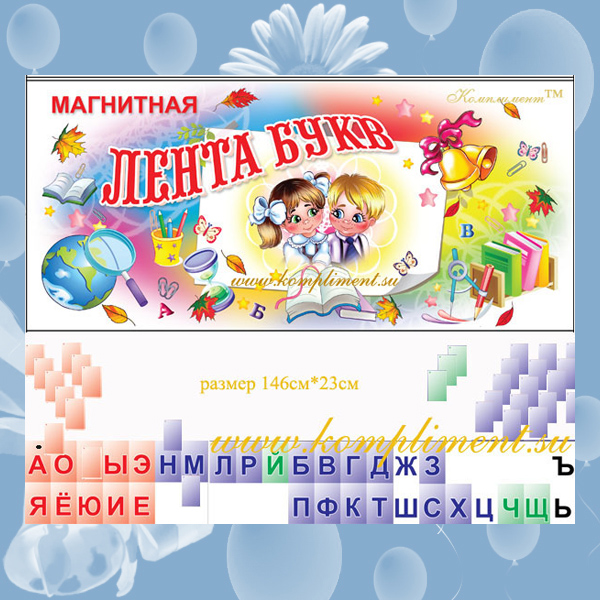 МАГНИТНАЯ
Комплимент™
ЛЕНТА БУКВ
www.kompliment.su
А Б В
размер 146см*23см
www.kompliment.su
А О Ы Э Н М Л Р Й Б В Г Д Ж З Ъ
Я Ё Ю И Е П Ф К Т Ш С Х Ц Ч Щ Ь